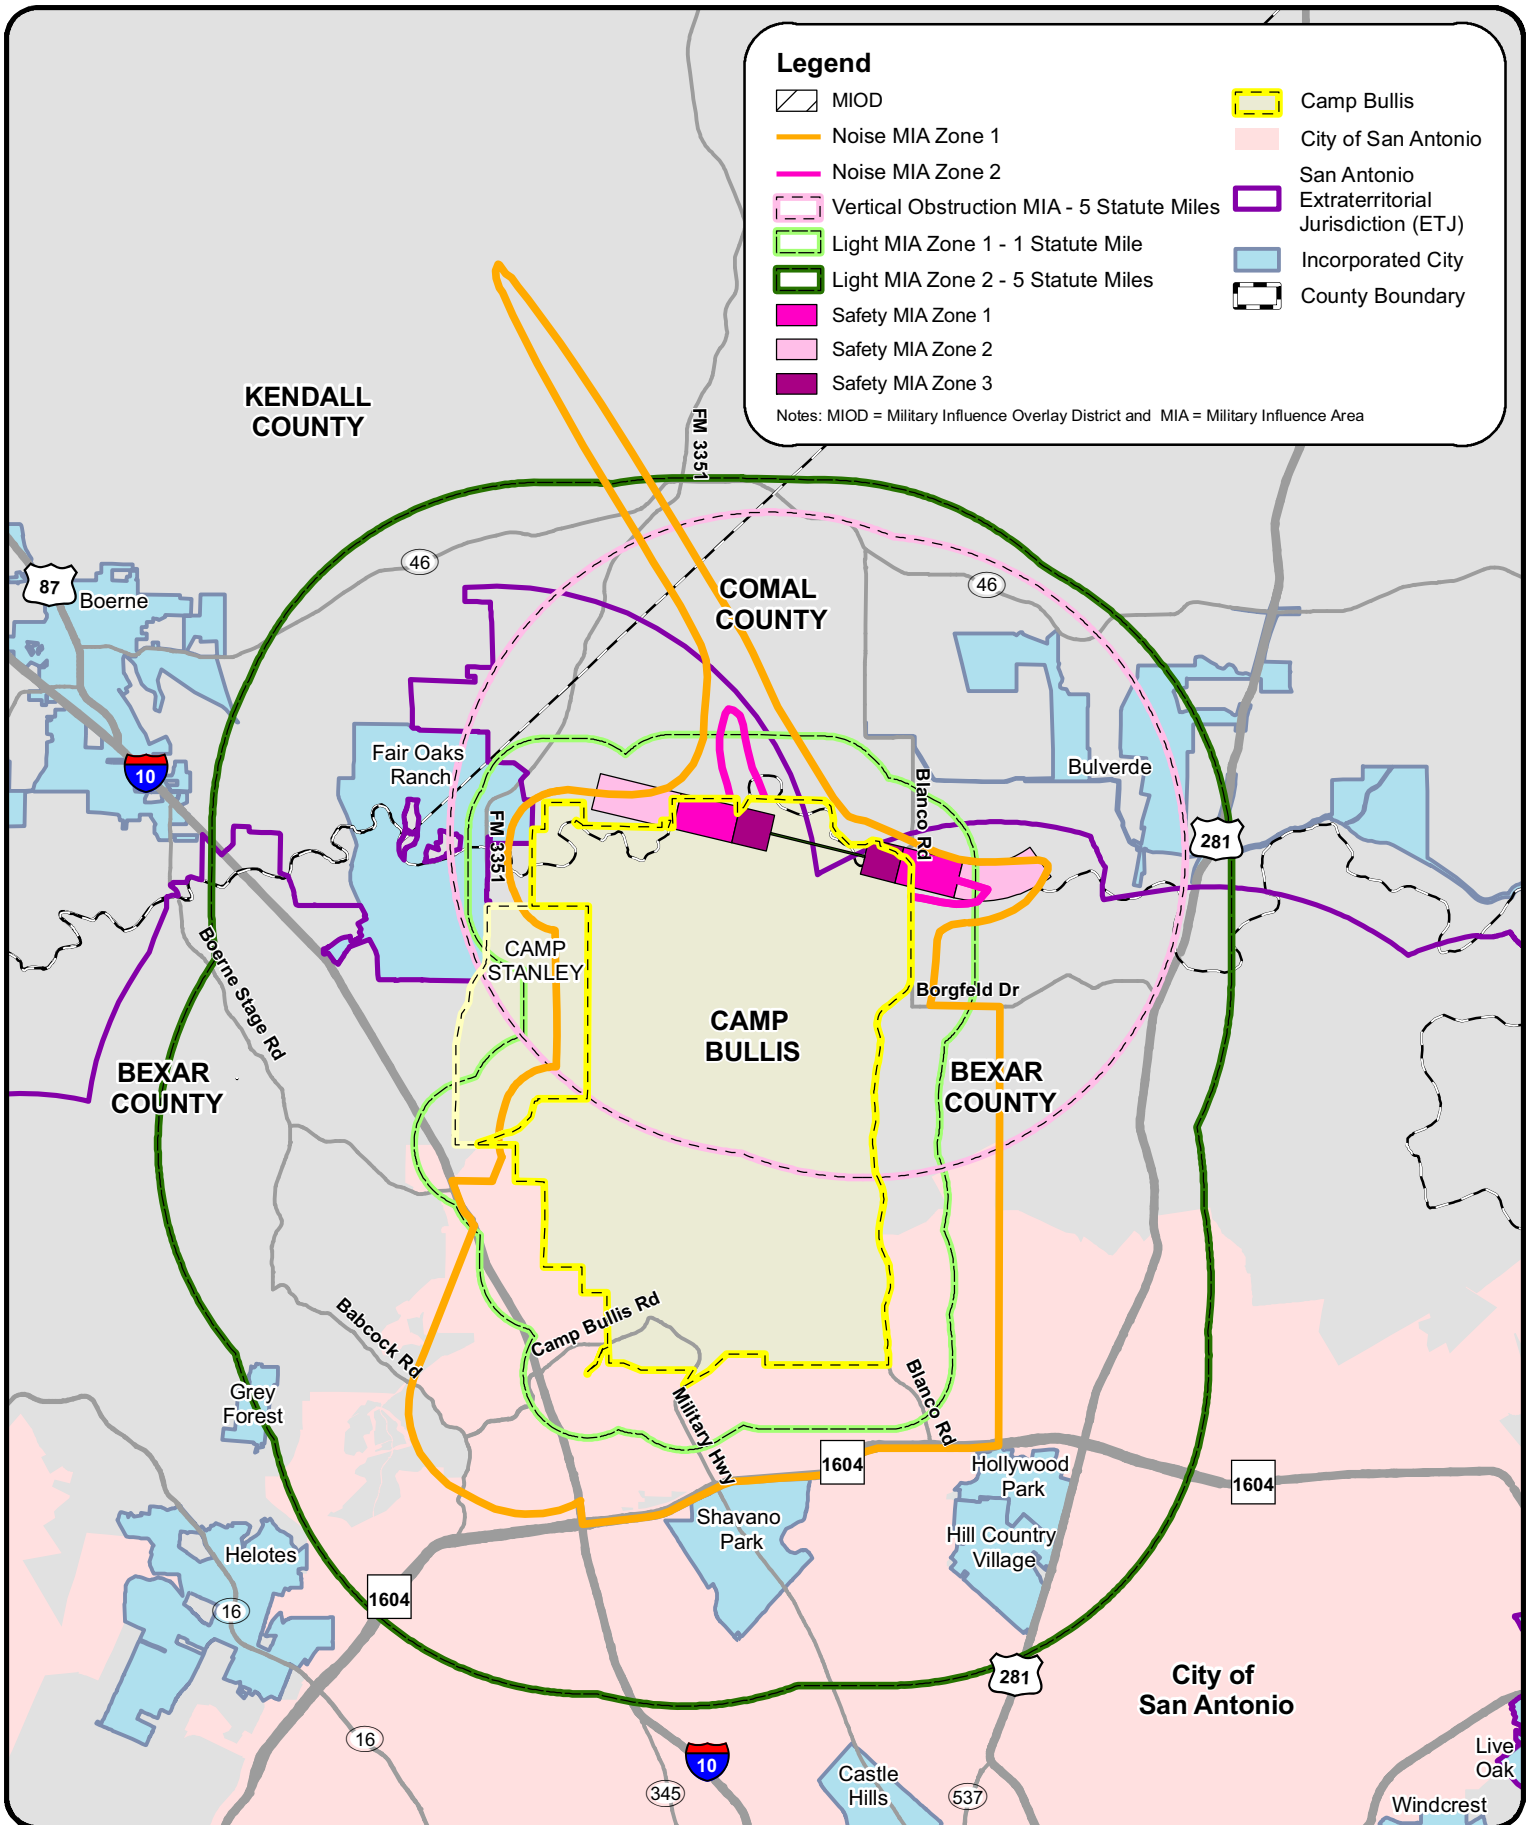 Legend
MIOD
Noise MIA Zone 1
Noise MIA Zone 2
Vertical Obstruction MIA - 5 Statute Miles
Light MIA Zone 1 - 1 Statute Mile
Light MIA Zone 2 - 5 Statute Miles
Safety MIA Zone 1
Safety MIA Zone 2
Safety MIA Zone 3
Camp Bullis
City of San Antonio
San Antonio
Extraterritorial
Jurisdiction (ETJ)
Incorporated City
County Boundary
Notes: MIOD = Military Influence Overlay District and MIA = Military Influence Area
KENDALL
COUNTY
FM 3351
46
87
Boerne
COMAL
COUNTY
46
10
Fair Oaks
Ranch
Bulverde
Blanco Rd
FM 3351
281
Boerne Stage Rd
CAMP
STANLEY
Borgfeld Dr
CAMP
BULLIS
BEXAR
COUNTY
BEXAR
COUNTY
Babcock Rd
Camp Bullis Rd
Grey
Forest
Military Hwy
Blanco Rd
1604
Hollywood
Park
1604
Shavano
Park
Hill Country
Village
Helotes
1604
16
281
City of
San Antonio
16
10
345
Castle
Hills
537
Live
Oak
Windcrest